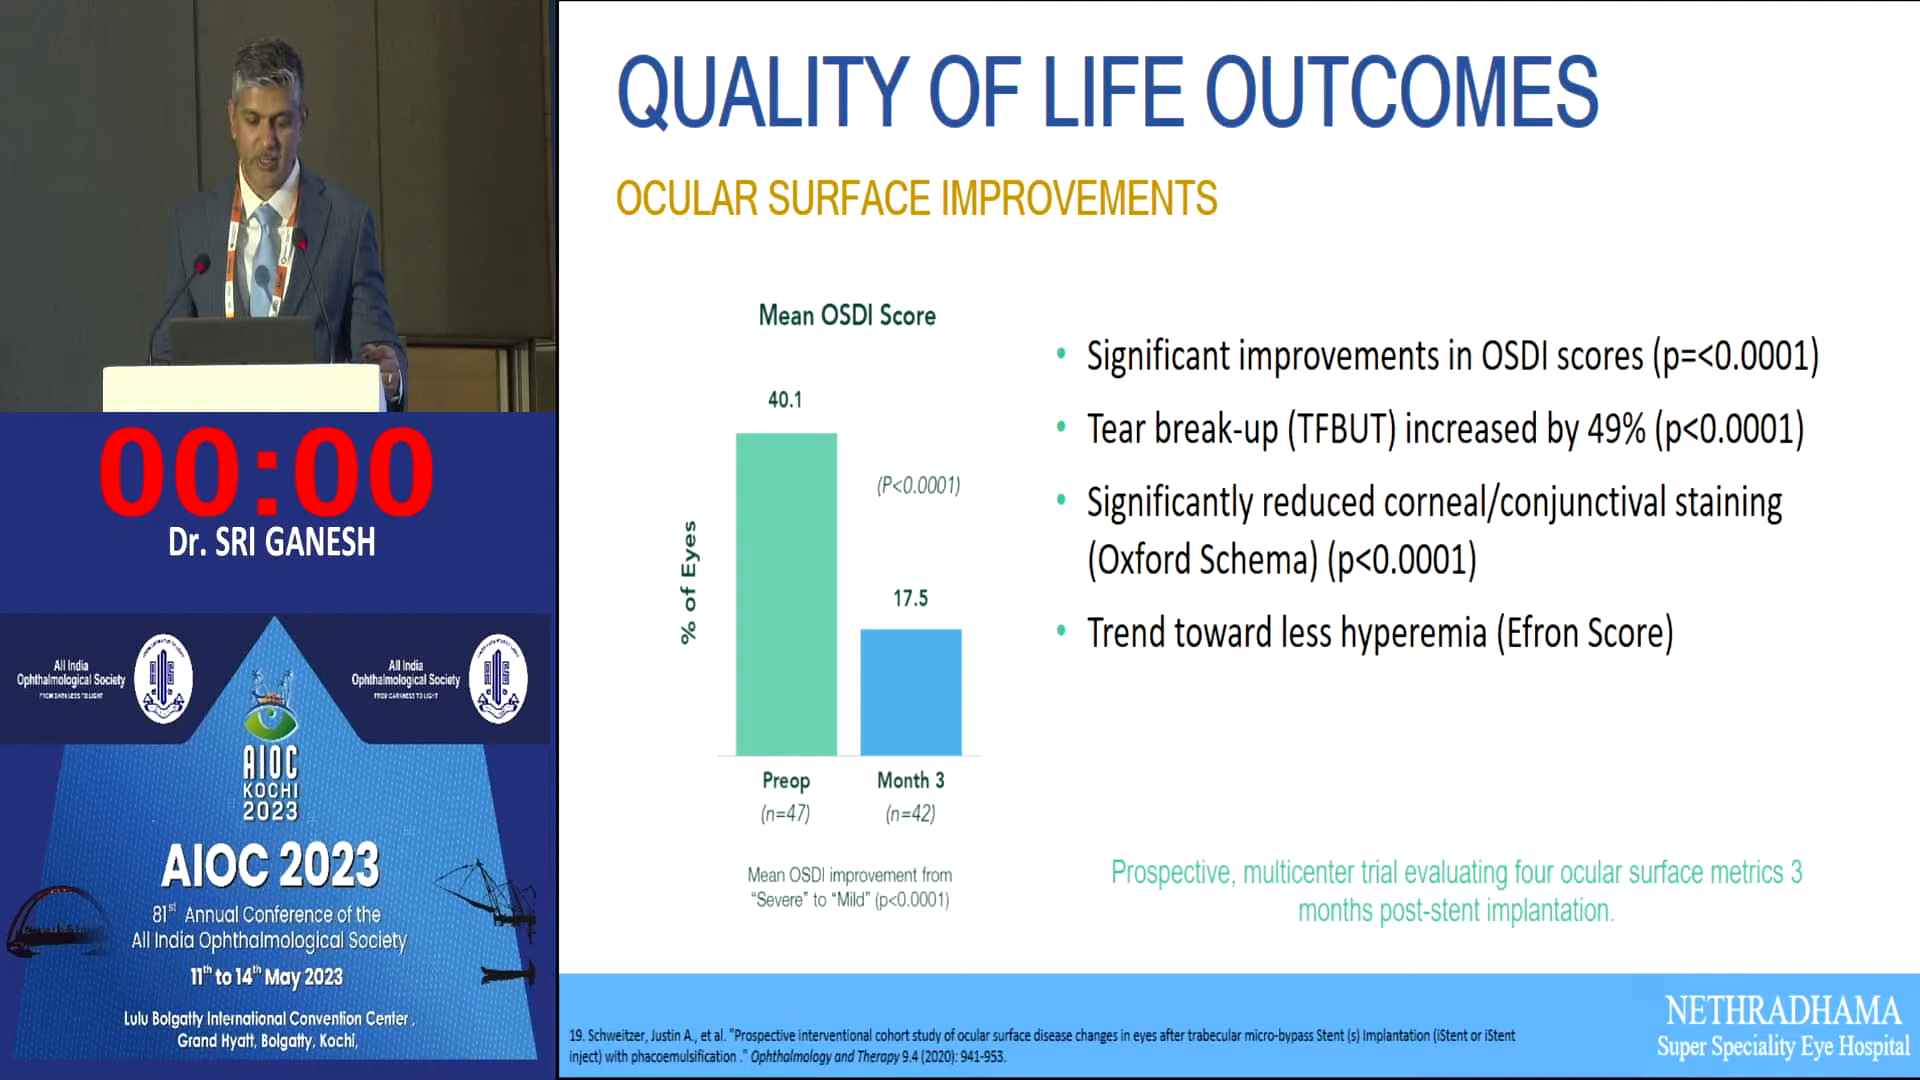 QUALITY OF LIFE OUTCOMES
OCULAR SURFACE IMPROVEMENTS
Mean OSDI Score
40.1
(P<0.0001)
17.5
% of Eyes
Preop
Month 3
(n=47)
(n=42)
Mean OSDI improvement from
“Severe” to “Mild” (p<0.0001)
• Significant improvements in OSDI scores (p=<0.0001)
• Tear break-up (TFBUT) increased by 49% (p<0.0001)
• Significantly reduced corneal/conjunctival staining
(Oxford Schema) (p<0.0001)
• Trend toward less hyperemia (Efron Score)
Prospective, multicenter trial evaluating four ocular surface metrics 3
months post-stent implantation.
19. Schweitzer, Justin A., et al. "Prospective interventional cohort study of ocular surface disease changes in eyes after trabecular micro-bypass Stent (s) Implantation (iStent or iStent
inject) with phacoemulsification ." Ophthalmology and Therapy 9.4 (2020): 941-953.
NETHRADHAMA
Super Speciality Eye Hospital
00:00
Dr. SRI GANESH
All India
Ophthalmological Society
FROM DARKNESS TO LIGHT
All India
Ophthalmological Society
FROM DARKNESS TO LIGHT
AIOC
KOCHI
2023
AIOC 2023
81st Annual Conference of the
All India Ophthalmological Society
11th to 14th May 2023
Lulu Bolgatty International Convention Center ,
Grand Hyatt, Bolgatty, Kochi,